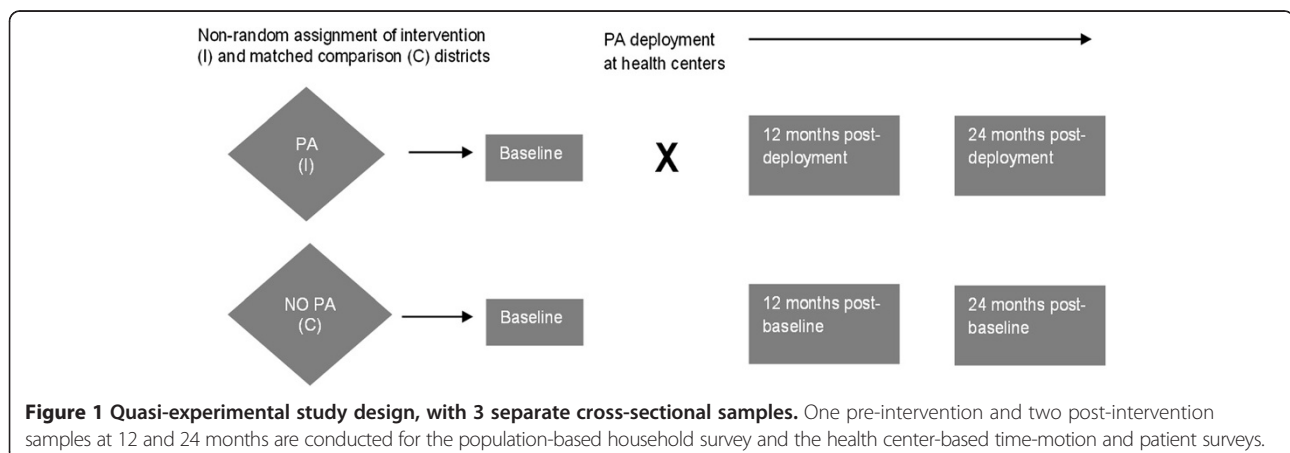 Non-random assignment of intervention
(I) and matched comparison (C) districts
PA deployment
at health centers
PA
(I)
Baseline
X
12 months post-
deployment
24 months post-
deployment
NO PA
(C)
Baseline
12 months post-
baseline
24 months post-
baseline
Figure 1 Quasi-experimental study design, with 3 separate cross-sectional samples. One pre-intervention and two post-intervention
samples at 12 and 24 months are conducted for the population-based household survey and the health center-based time-motion and patient surveys.